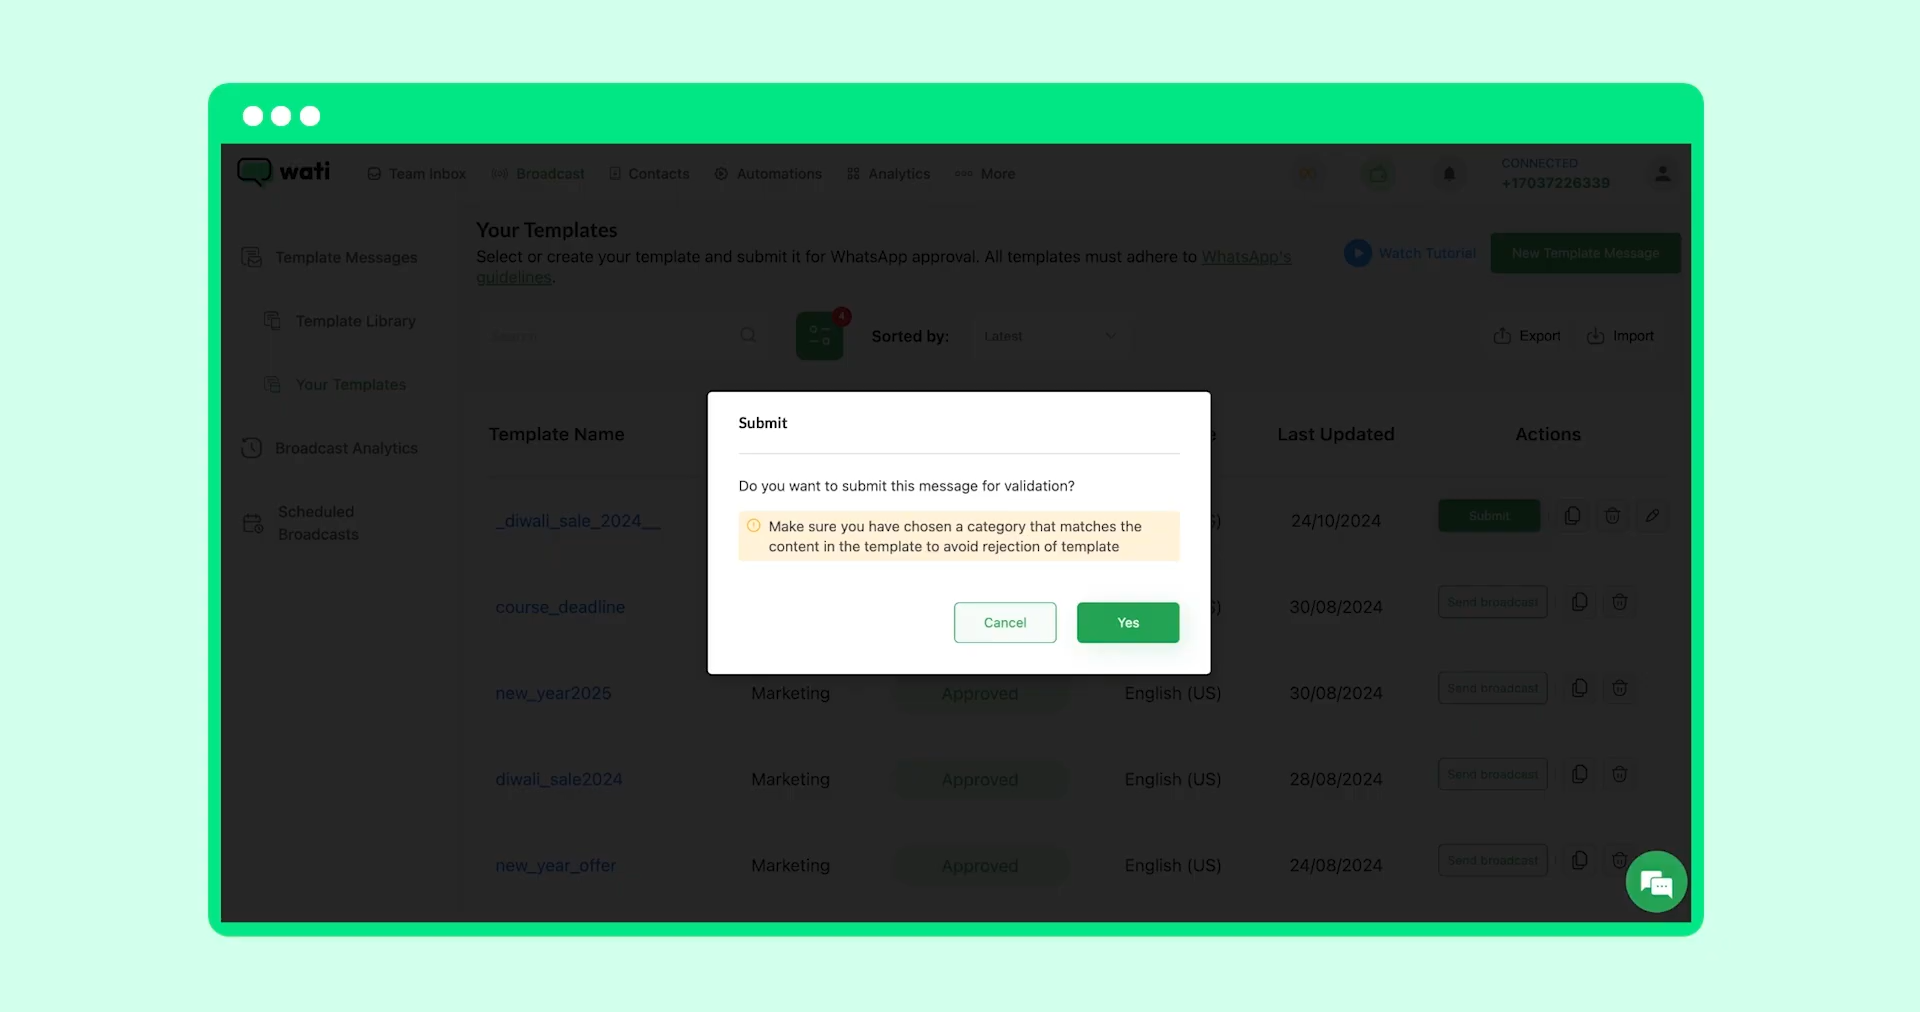 wati
Team Inbox
Broadcast
Contacts
Automations
Analytics
More
CONNECTED
+17037226339
Template Messages
Template Library
Your Templates
Broadcast Analytics
Scheduled
Broadcasts
Your Templates
Select or create your template and submit it for WhatsApp approval. All templates must adhere to WhatsApp's
guidelines.
Watch Tutoriel
New Template Message
Search
4
Sorted by:
Latest
Export
Import
Template Name
Last Updated
Actions
_diwali_sale_2024__
24/10/2024
Submit
course_deadline
30/08/2024
Send broadcast
new_year2025
Marketing
Approved
English (US)
30/08/2024
Send broadcast
diwali_sale2024
Marketing
Approved
English (US)
28/08/2024
Send broadcast
new_year_offer
Marketing
Approved
English (US)
24/08/2024
Send broadcast
Submit
Do you want to submit this message for validation?
Make sure you have chosen a category that matches the
content in the template to avoid rejection of template
Cancel
Yes